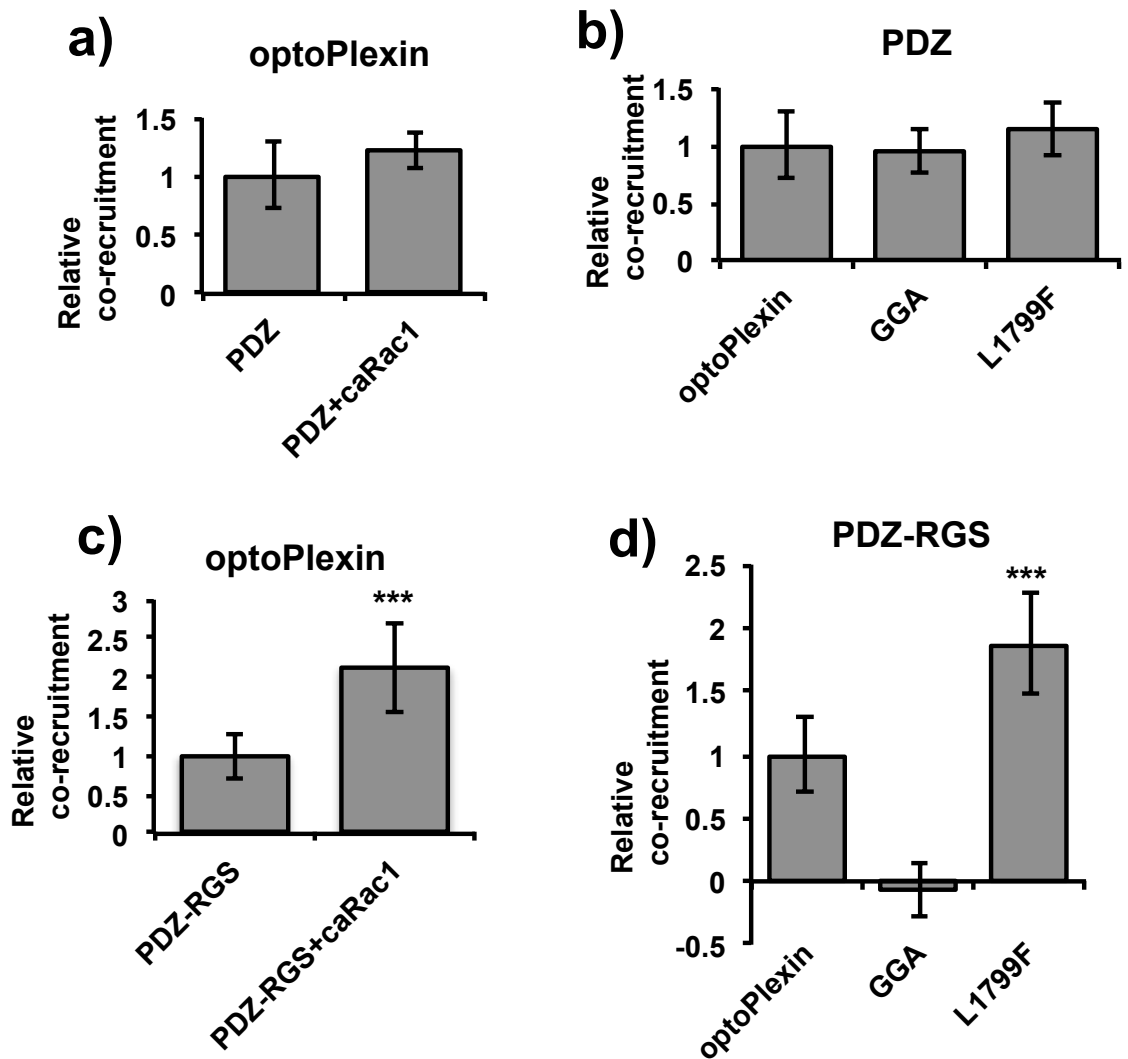 a)
optoPlexin
Relative
co-recruitment
1.5
1
0.5
0
PDZ
PDZ+caRac1
b)
PDZ
Relative
co-recruitment
1.5
1
0.5
0
optoPlexin
GGA
L1799F
c)
optoPlexin
Relative
co-recruitment
3
2.5
2
1.5
1
0.5
0
***
PDZ-RGS
PDZ-RGS+caRac1
d)
PDZ-RGS
Relative
co-recruitment
2.5
2
1.5
1
0.5
0
-0.5
***
optoPlexin
GGA
L1799F